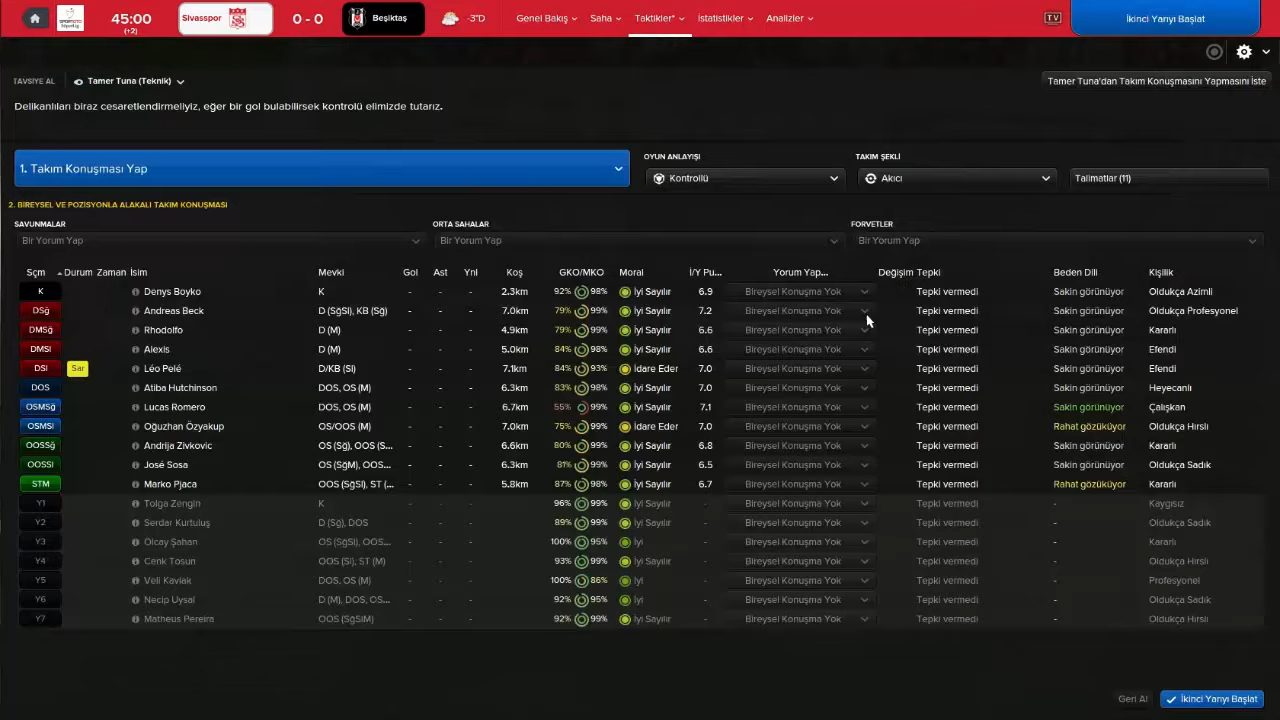 45:00 (+2) Sivasspor 0 - 0 Beşiktaş -3°D Genel Bakış Saha Taktikler* İstatistikler Analizler TV İkinci Yarıyı Başlat
TAVSİYE AL Tamer Tuna (Teknik) Tamer Tuna'dan Takım Konuşmasını Yapmasını İste
Delikanlıları biraz cesaretlendirmeliyiz, eğer bir gol bulabilirsek kontrolü elimizde tutarız.
OYUN ANLAYIŞI TAKIM ŞEKLİ
1. Takım Konuşması Yap Kontrollü Akıcı Talimatlar (11)
2. BİREYSEL VE POZİSYONLA ALAKALI TAKIM KONUŞMASI
SAVUNMALAR ORTA SAHALAR FORVETLER
Bir Yorum Yap Bir Yorum Yap Bir Yorum Yap
Sçm Durum Zaman İsim Mevki Gol Ast Ynl Koş GKO/MKO Moral İ/Y Pu... Yorum Yap... Değişim Tepki Beden Dili Kişilik
K Denys Boyko K - - - 2.3km 92% 98% İyi Sayılır 6.9 Bireysel Konuşma Yok Tepki vermedi Sakin görünüyor Oldukça Azimli
DSğ Andreas Beck D (SğSl), KB (Sğ) - - - 7.0km 79% 99% İyi Sayılır 7.2 Bireysel Konuşma Yok Tepki vermedi Sakin görünüyor Oldukça Profesyonel
DMSğ Rhodolfo D (M) - - - 4.9km 79% 99% İyi Sayılır 6.6 Bireysel Konuşma Yok Tepki vermedi Sakin görünüyor Kararlı
DMSl Alexis D (M) - - - 5.0km 84% 98% İyi Sayılır 6.6 Bireysel Konuşma Yok Tepki vermedi Sakin görünüyor Efendi
DSl Sar Léo Pelé D/KB (Sl) - - - 7.1km 84% 93% İdare Eder 7.0 Bireysel Konuşma Yok Tepki vermedi Sakin görünüyor Efendi
DOS Atiba Hutchinson DOS, OS (M) - - - 6.3km 83% 98% İyi Sayılır 7.0 Bireysel Konuşma Yok Tepki vermedi Sakin görünüyor Heyecanlı
OSMSğ Lucas Romero DOS, OS (M) - - - 6.7km 55% 99% İyi Sayılır 7.1 Bireysel Konuşma Yok Tepki vermedi Sakin görünüyor Çalışkan
OSMSl Oğuzhan Özyakup OS/OOS (M) - - - 7.0km 75% 99% İdare Eder 7.0 Bireysel Konuşma Yok Tepki vermedi Rahat gözüküyor Oldukça Hırslı
OOSSğ Andrija Zivkovic OS (Sğ), OOS (S... - - - 6.6km 80% 99% İyi Sayılır 6.8 Bireysel Konuşma Yok Tepki vermedi Sakin görünüyor Kararlı
OOSSl José Sosa OS (SğM), OOS... - - - 6.3km 81% 99% İyi Sayılır 6.5 Bireysel Konuşma Yok Tepki vermedi Sakin görünüyor Oldukça Sadık
STM Marko Pjaca OOS (SğSl), ST (... - - - 5.8km 87% 98% İyi Sayılır 6.7 Bireysel Konuşma Yok Tepki vermedi Rahat gözüküyor Kararlı
Y1 Tolga Zengin K 96% 99% İyi Sayılır - Bireysel Konuşma Yok Tepki vermedi - Kaygısız
Y2 Serdar Kurtuluş D (Sğ), DOS 89% 99% İyi Sayılır - Bireysel Konuşma Yok Tepki vermedi - Oldukça Sadık
Y3 Olcay Şahan OS (SğSl), OOS... 100% 95% İyi - Bireysel Konuşma Yok Tepki vermedi - Kararlı
Y4 Cenk Tosun OOS (Sl), ST (M) 93% 99% İyi Sayılır - Bireysel Konuşma Yok Tepki vermedi - Oldukça Hırslı
Y5 Veli Kavlak DOS, OS (M) 100% 86% İyi - Bireysel Konuşma Yok Tepki vermedi - Profesyonel
Y6 Necip Uysal D (M), DOS, OS... 92% 95% İyi - Bireysel Konuşma Yok Tepki vermedi - Oldukça Sadık
Y7 Matheus Pereira OOS (SğSlM) 92% 99% İyi Sayılır - Bireysel Konuşma Yok Tepki vermedi - Oldukça Hırslı
Geri Al İkinci Yarıyı Başlat